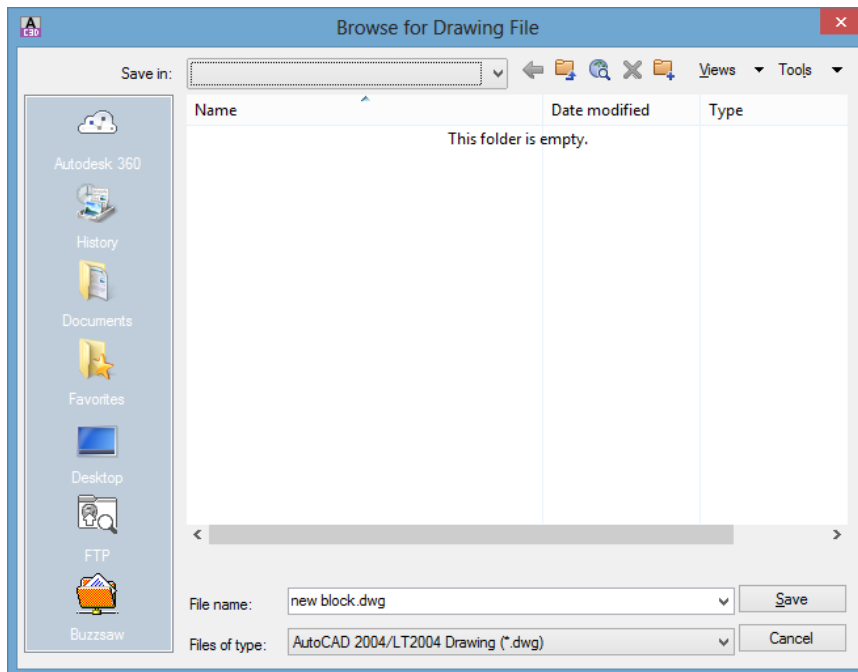 A
C3D
Browse for Drawing File
Save in:
Views
Tools
Name
Date modified
Type
This folder is empty.
Autodesk 360
History
Documents
Favorites
Desktop
FTP
Buzzsaw
File name:
new block.dwg
Save
Files of type:
AutoCAD 2004/LT2004 Drawing (*.dwg)
Cancel